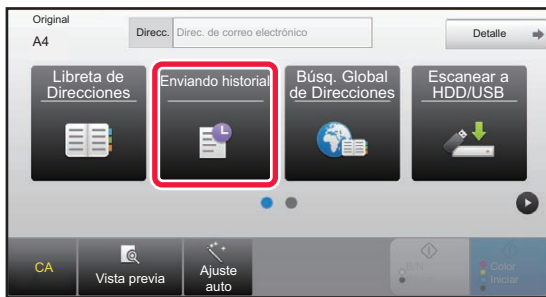 Original
A4
Direcc.
Direc. de correo electrónico
Detalle
Libreta de
Direcciones
Enviando historial
Búsq. Global
de Direcciones
Escanear a
HDD/USB
CA
Vista previa
Ajuste
auto
B/N
Iniciar
Color
Iniciar